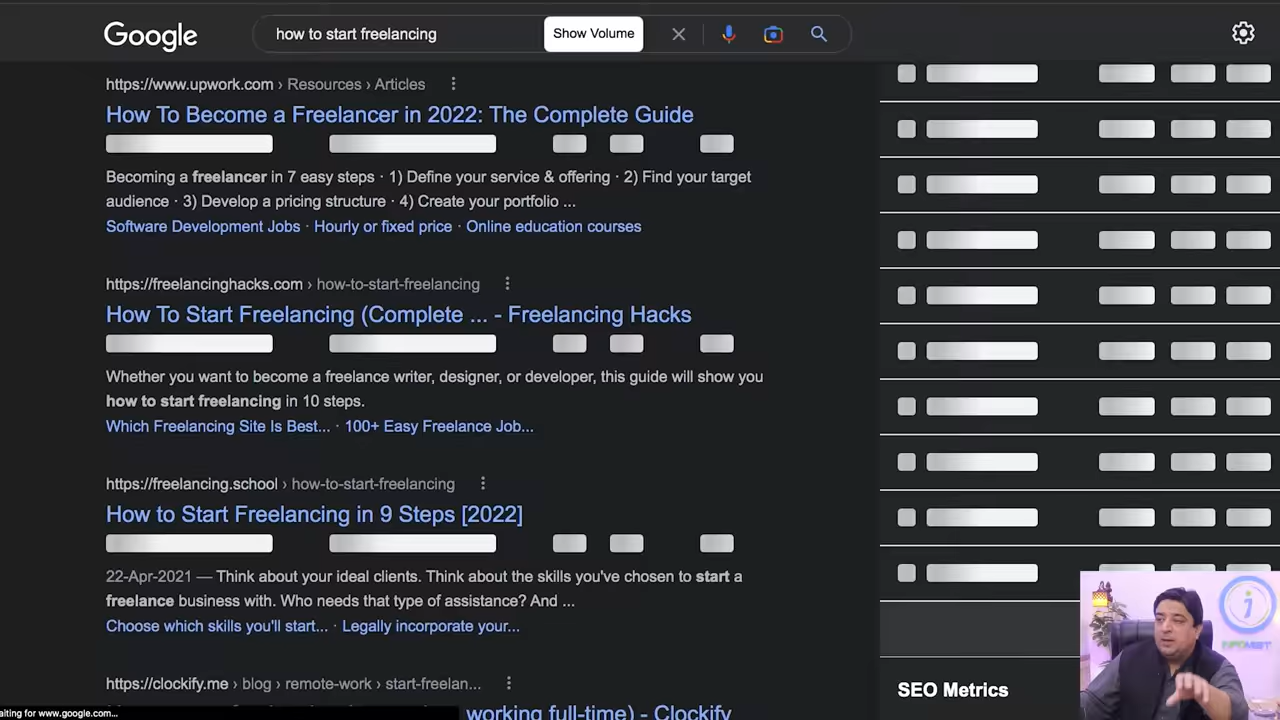 Google
how to start freelancing
Show Volume
https://www.upwork.com › Resources › Articles
How To Become a Freelancer in 2022: The Complete Guide
Becoming a freelancer in 7 easy steps · 1) Define your service & offering · 2) Find your target
audience · 3) Develop a pricing structure · 4) Create your portfolio ...
Software Development Jobs · Hourly or fixed price · Online education courses
https://freelancinghacks.com › how-to-start-freelancing
How To Start Freelancing (Complete ... - Freelancing Hacks
Whether you want to become a freelance writer, designer, or developer, this guide will show you
how to start freelancing in 10 steps.
Which Freelancing Site Is Best... · 100+ Easy Freelance Job...
https://freelancing.school › how-to-start-freelancing
How to Start Freelancing in 9 Steps [2022]
22-Apr-2021 — Think about your ideal clients. Think about the skills you've chosen to start a
freelance business with. Who needs that type of assistance? And ...
Choose which skills you'll start... · Legally incorporate your...
https://clockify.me › blog › remote-work › start-freelan...
working full-time) - Clockify
SEO Metrics
aiting for www.google.com...